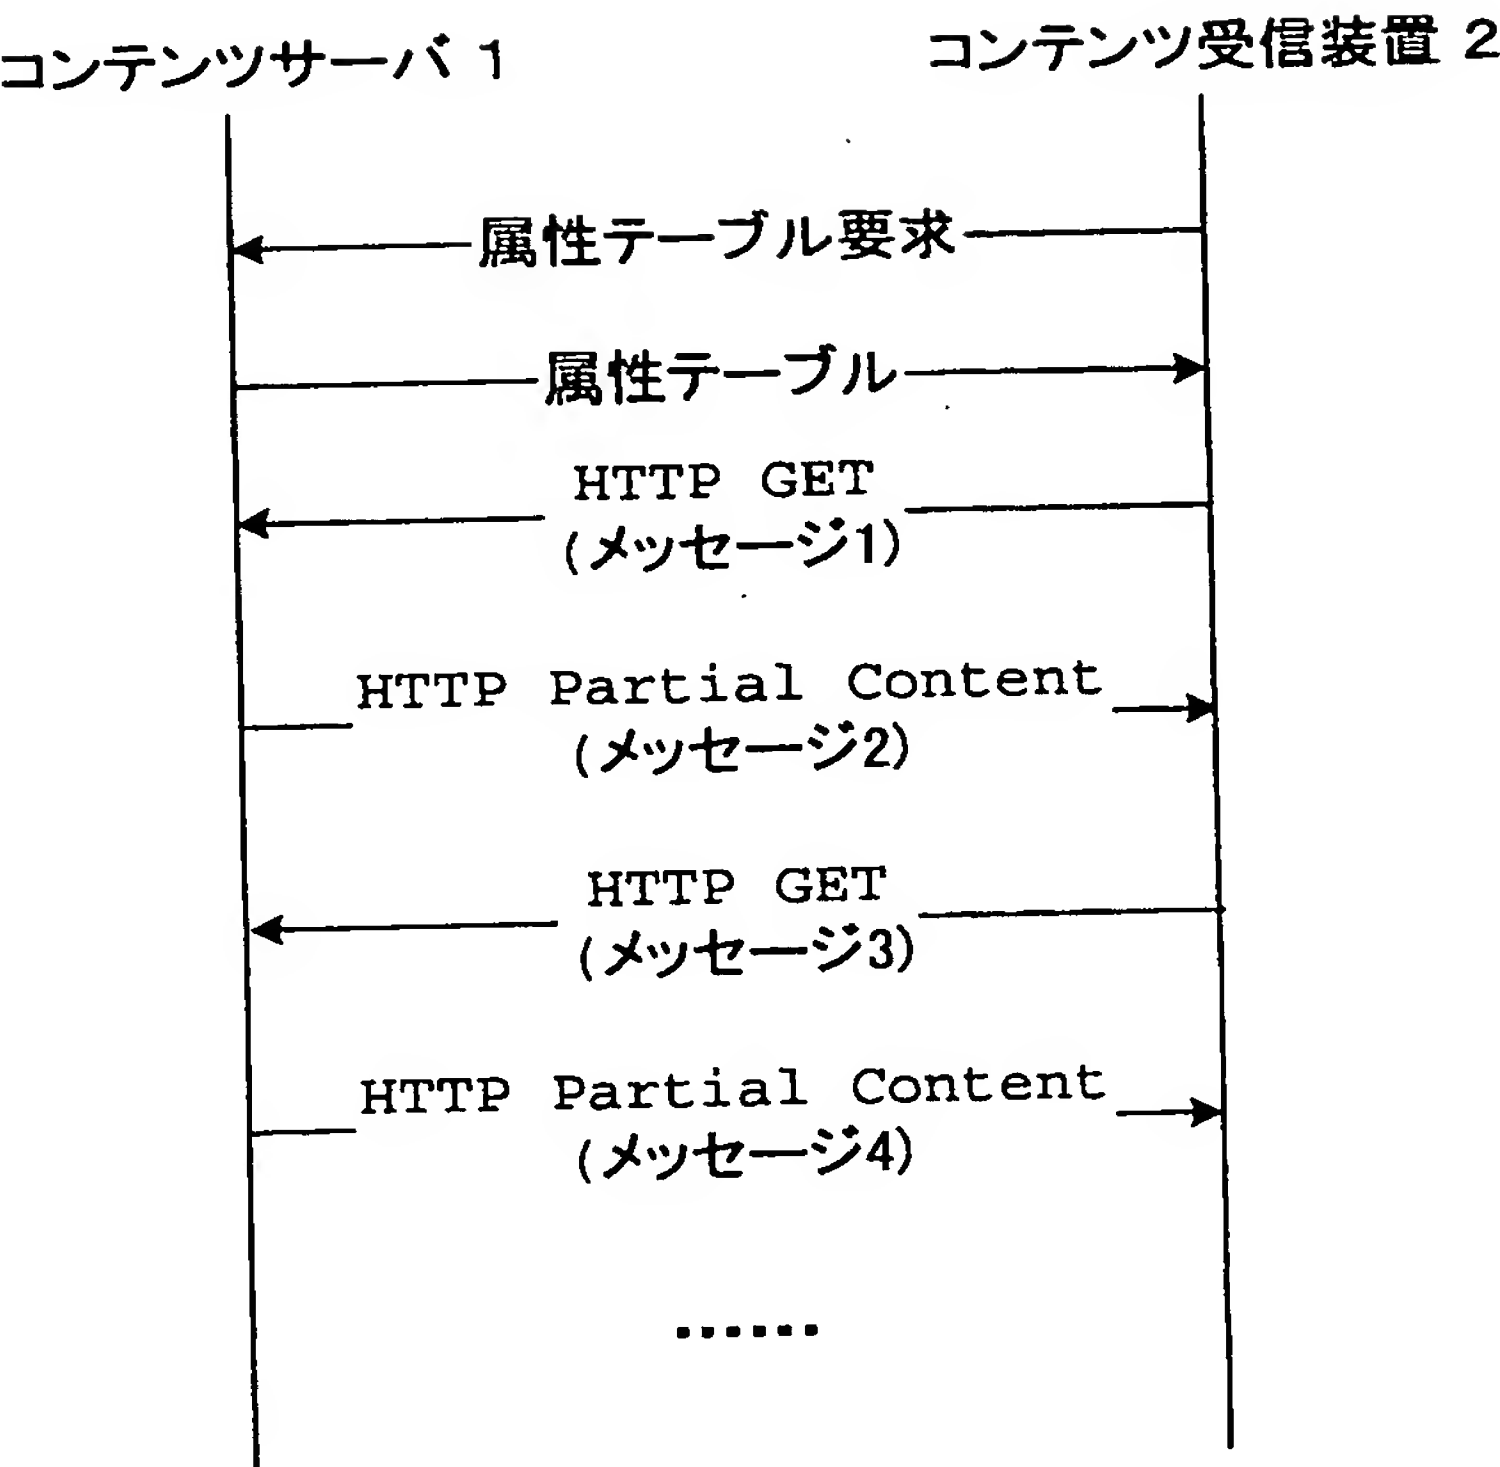 コンテンツサーバ 1
コンテンツ受信装置 2
属性テーブル要求
属性テーブル
HTTP GET
(メッセージ1)
HTTP Partial Content
(メッセージ2)
HTTP GET
(メッセージ3)
HTTP Partial Content
(メッセージ4)
......